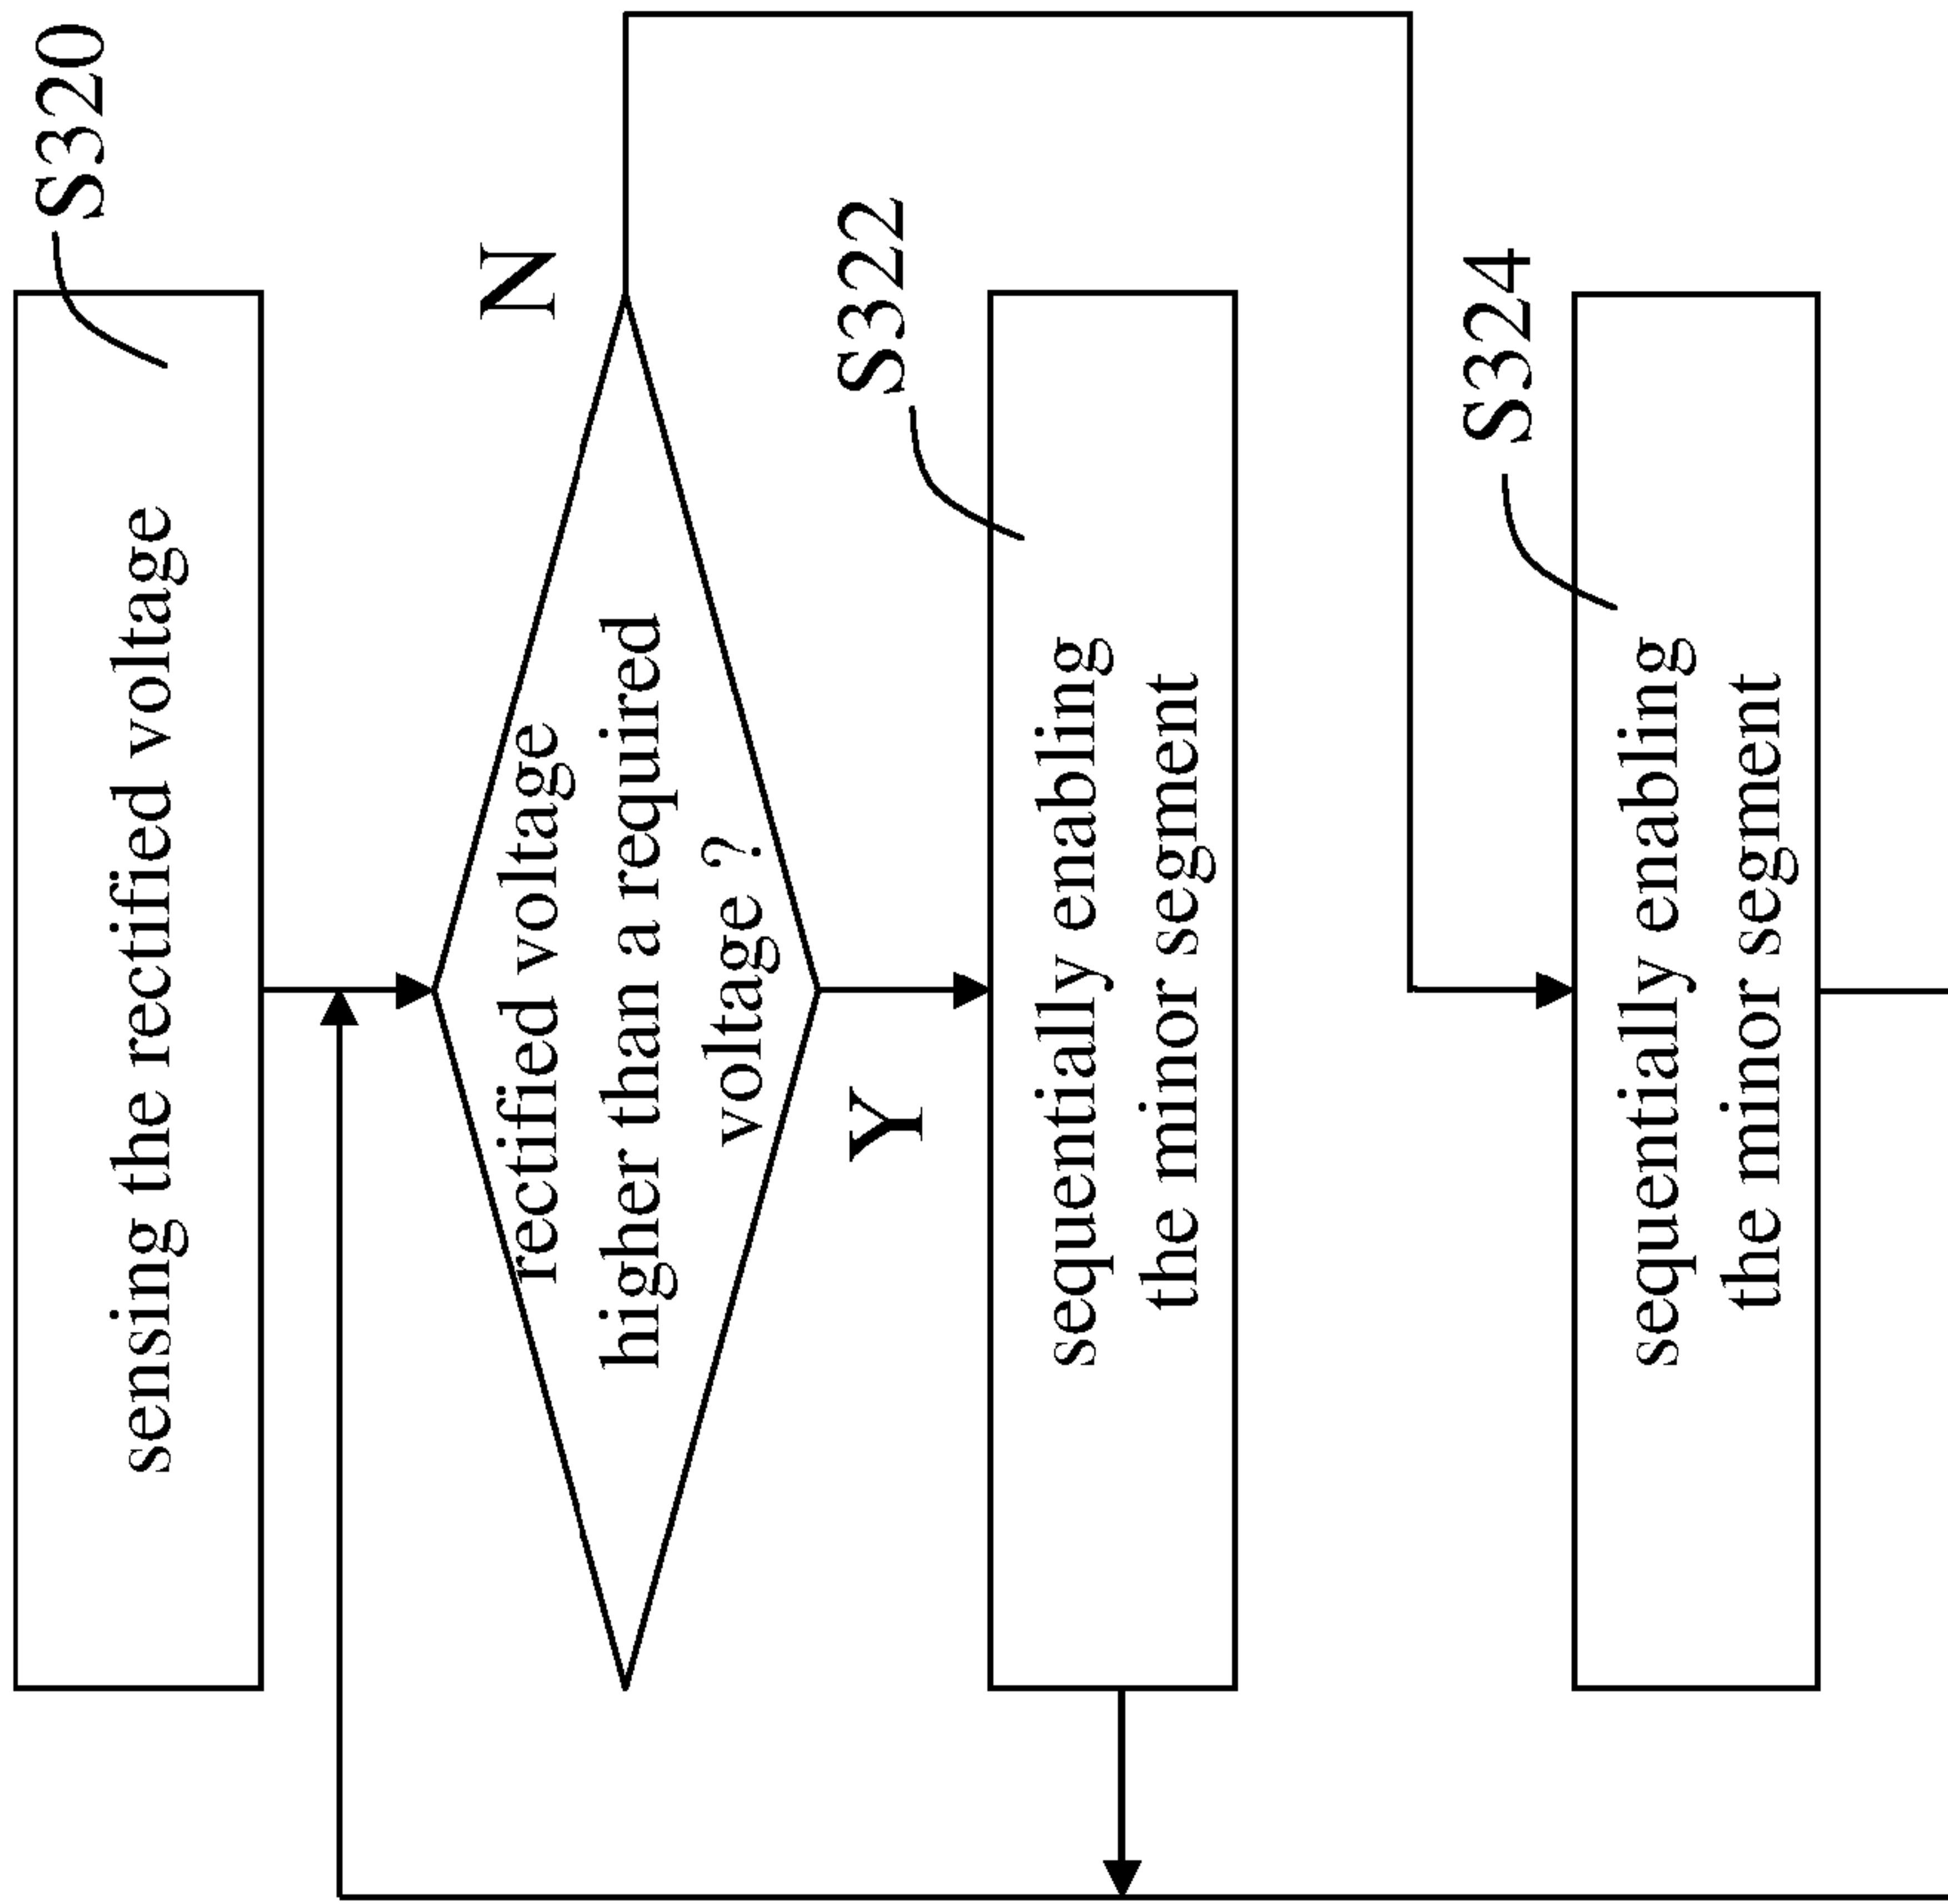 S320
sensing the rectified voltage
N
rectified voltage
higher than a required
voltage ?
Y
S322
sequentially enabling
the minor segment
S324
sequentially enabling
the minor segment